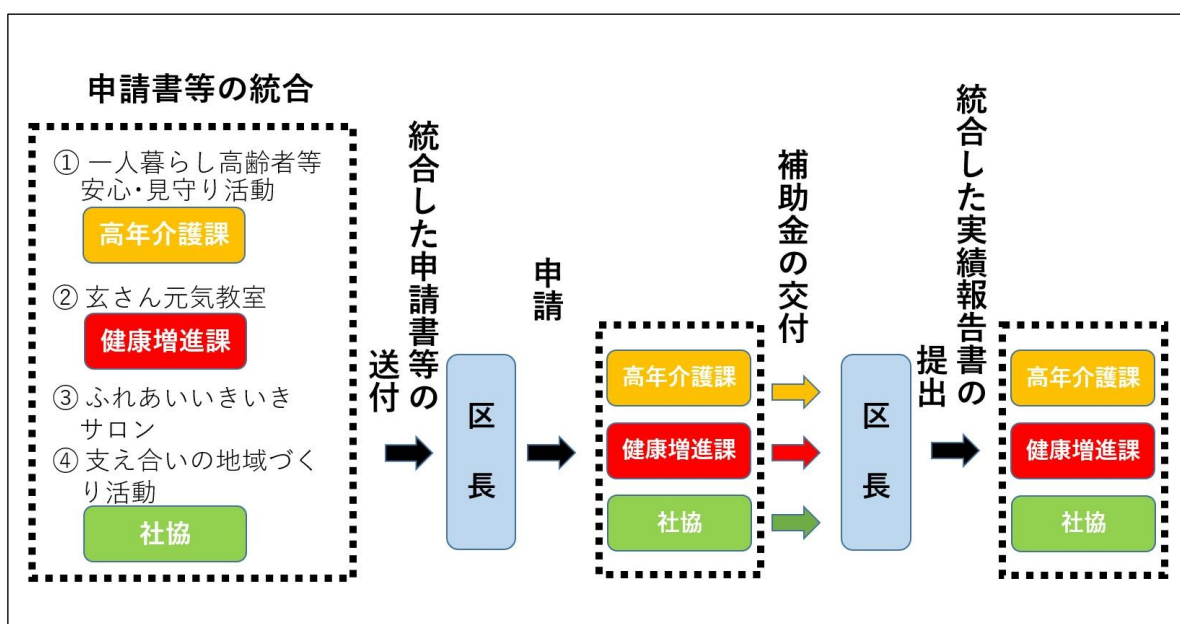 申請書等の統合
① 一人暮らし高齢者等
安心・見守り活動
高年介護課
② 玄さん元気教室
健康増進課
③ ふれあいいきいき
サロン
④ 支え合いの地域づく
り活動
社協
統合した申請書等の
送付
区長
申請
高年介護課
健康増進課
社協
補助金の交付
区長
統合した実績報告書の
提出
高年介護課
健康増進課
社協